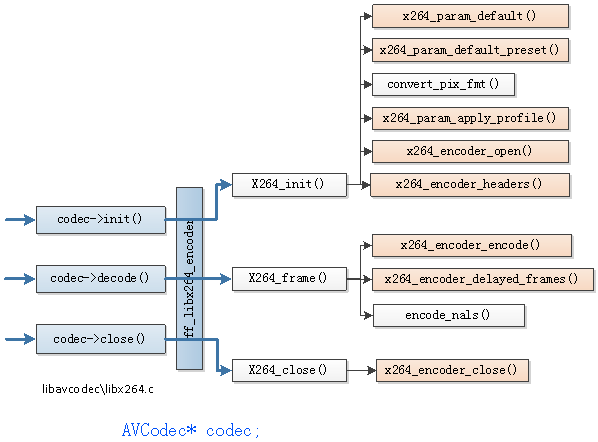 x264_param_default()
x264_param_default_preset()
convert_pix_fmt()
x264_param_apply_profile()
x264_encoder_open()
X264_init()
x264_encoder_headers()
codec->init()
ff_libx264_encoder
x264_encoder_encode()
codec->decode()
X264_frame()
x264_encoder_delayed_frames()
encode_nals()
codec->close()
X264_close()
x264_encoder_close()
libavcodec\libx264.c
AVCodec* codec;